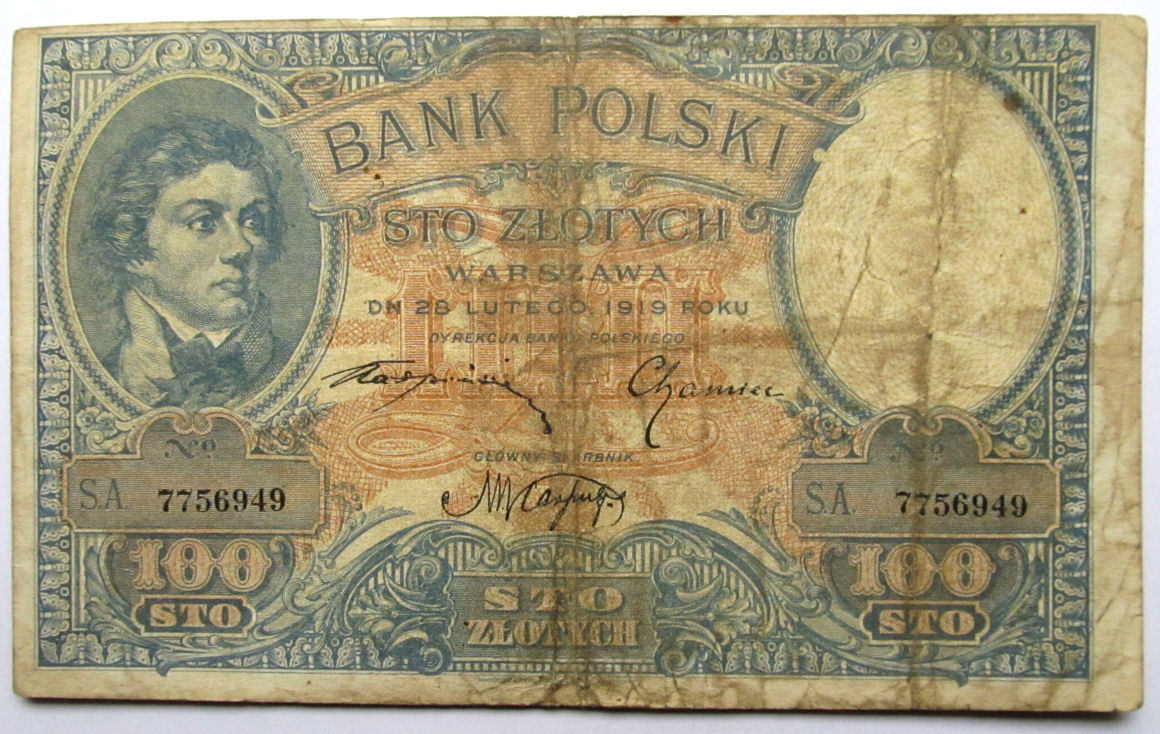 BANK POLSKI
STO ZŁOTYCH
WARSZAWA
DN 28 LUTEGO 1919 ROKU
DYREKCJA BANKU POLSKIEGO
GŁÓWNY SKARBNIK
Nº
S.A. 7756949
Nº
S.A. 7756949
100
STO
STO
ZŁOTYCH
100
STO